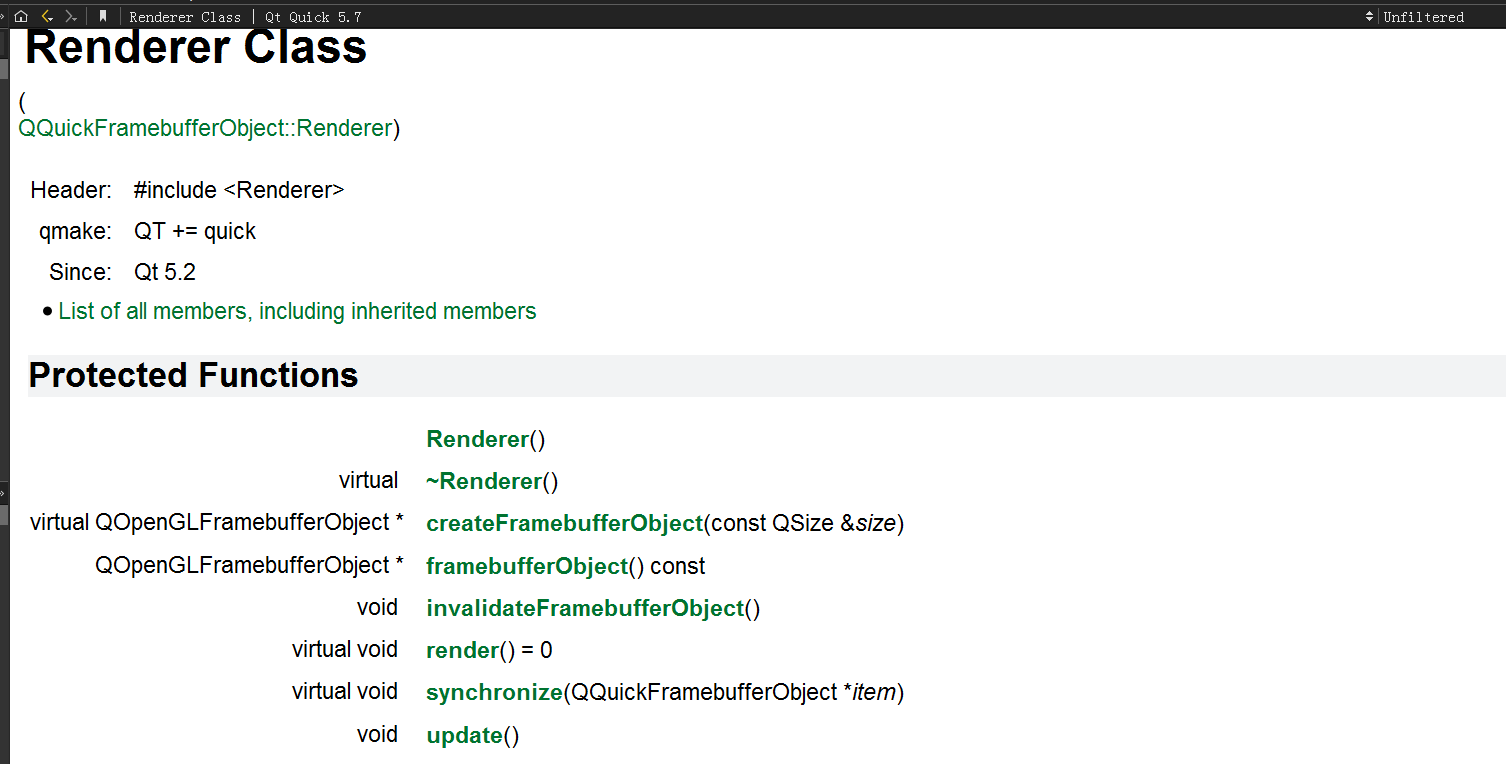 Renderer Class | Qt Quick 5.7 Unfiltered
Renderer Class
(
QQuickFramebufferObject::Renderer)
Header: #include <Renderer>
qmake: QT += quick
Since: Qt 5.2
• List of all members, including inherited members
Protected Functions
Renderer()
virtual ~Renderer()
virtual QOpenGLFramebufferObject * createFramebufferObject(const QSize &size)
QOpenGLFramebufferObject * framebufferObject() const
void invalidateFramebufferObject()
virtual void render() = 0
virtual void synchronize(QQuickFramebufferObject *item)
void update()